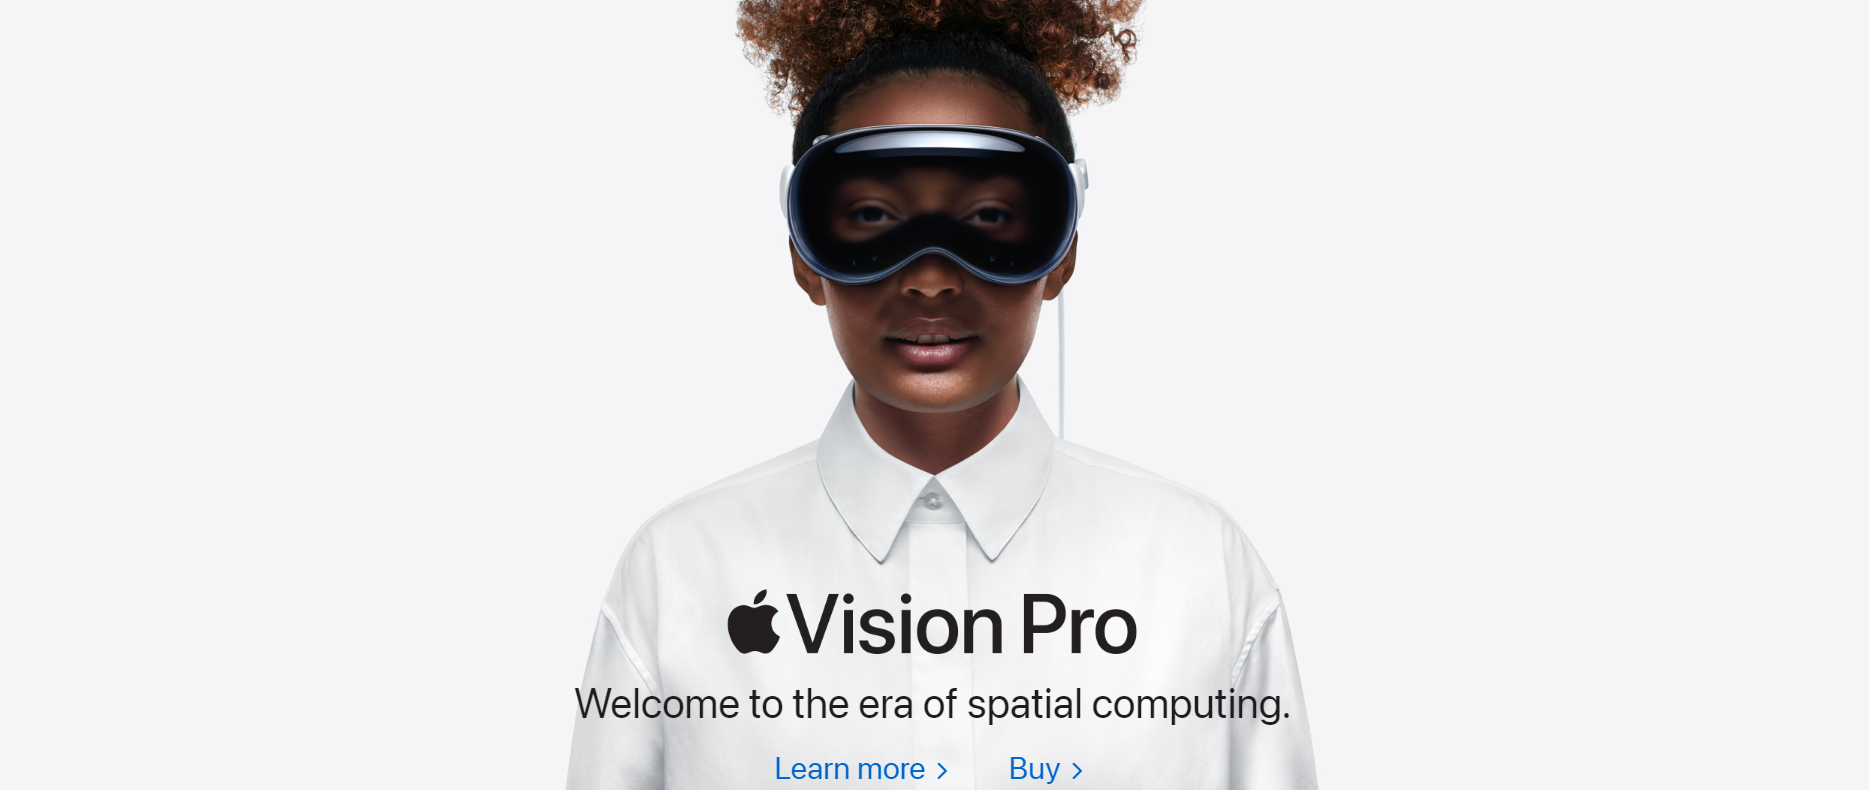 Vision Pro
Welcome to the era of spatial computing.
Learn more >
Buy >